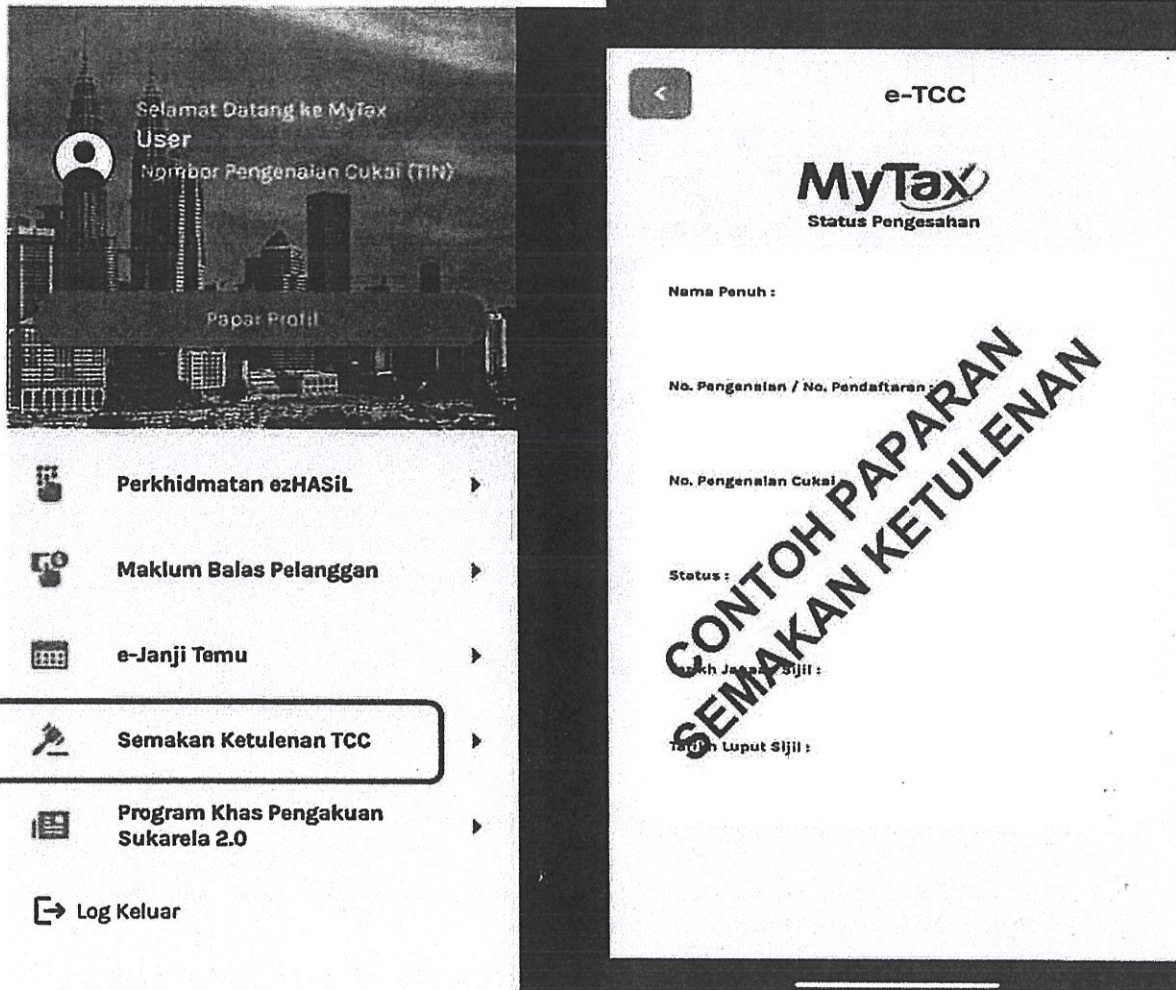 Selamat Datang ke MyTax
User
Nombor Pengenalan Cukai (TIN)
Papar Profil
Perkhidmatan ezHASiL
Maklum Balas Pelanggan
e-Janji Temu
Semakan Ketulenan TCC
Program Khas Pengakuan
Sukarela 2.0
Log Keluar
e-TCC
MyTax
Status Pengesahan
Nama Penuh :
No. Pengenalan / No. Pendaftaran :
No. Pengenalan Cukai
Status :
Sijil :
Luput Sijil :
CONTOH PAPARAN
SEMAKAN KETULENAN